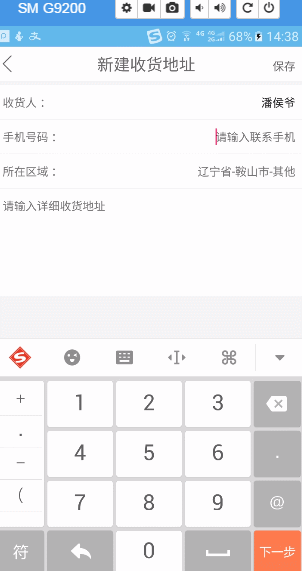 SM G9200
68% 14:38
新建收货地址
保存
收货人： 潘侯爷
手机号码： 请输入联系手机
所在区域： 辽宁省-鞍山市-其他
请输入详细收货地址
+ 1 2 3
. 4 5 6 .
- 7 8 9 @
(
符 0 下一步